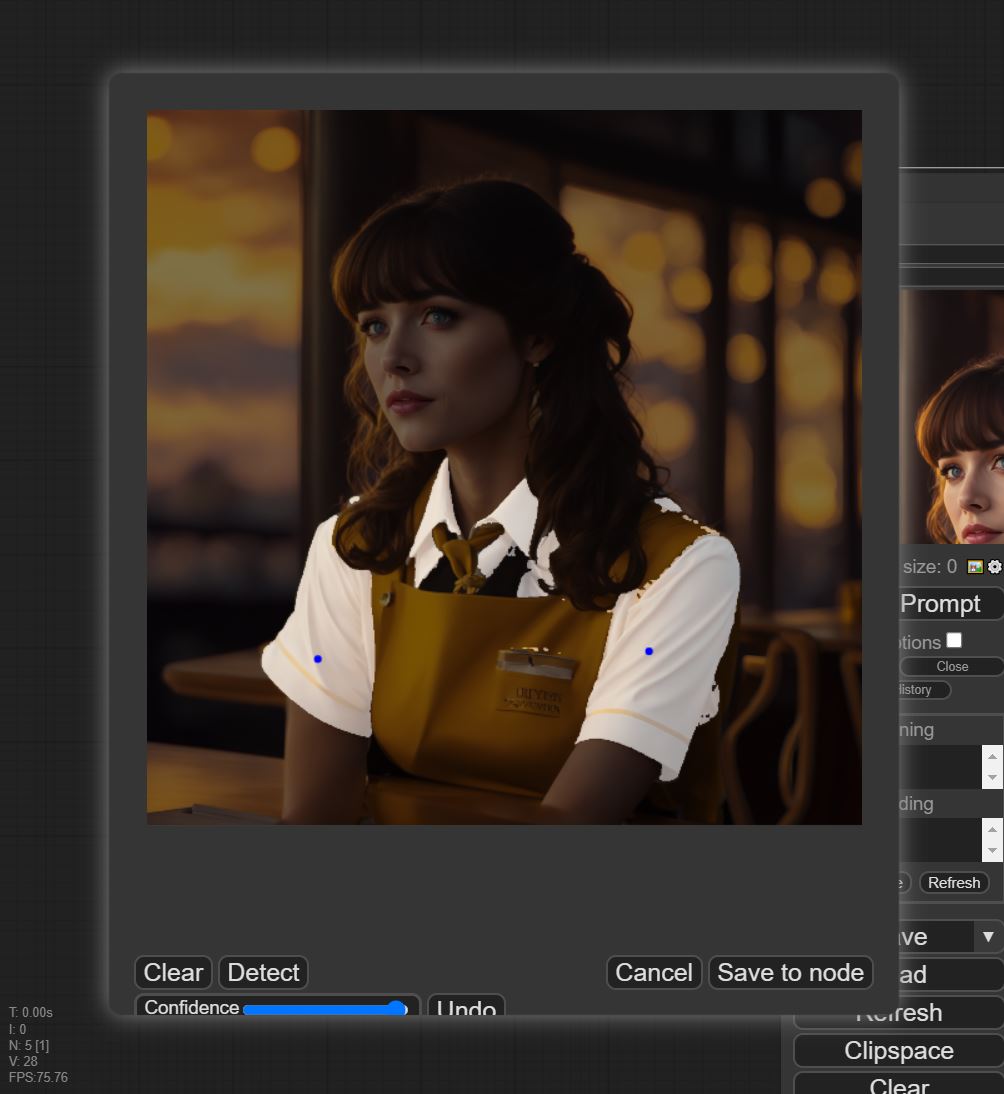 size: 0
Prompt
tions
Close
History
ning
ding
e
Refresh
ave
ad
Refresh
Clipspace
Clear
Clear
Detect
Cancel
Save to node
Confidence
Undo
T: 0.00s
I: 0
N: 5 [1]
V: 28
FPS:75.76